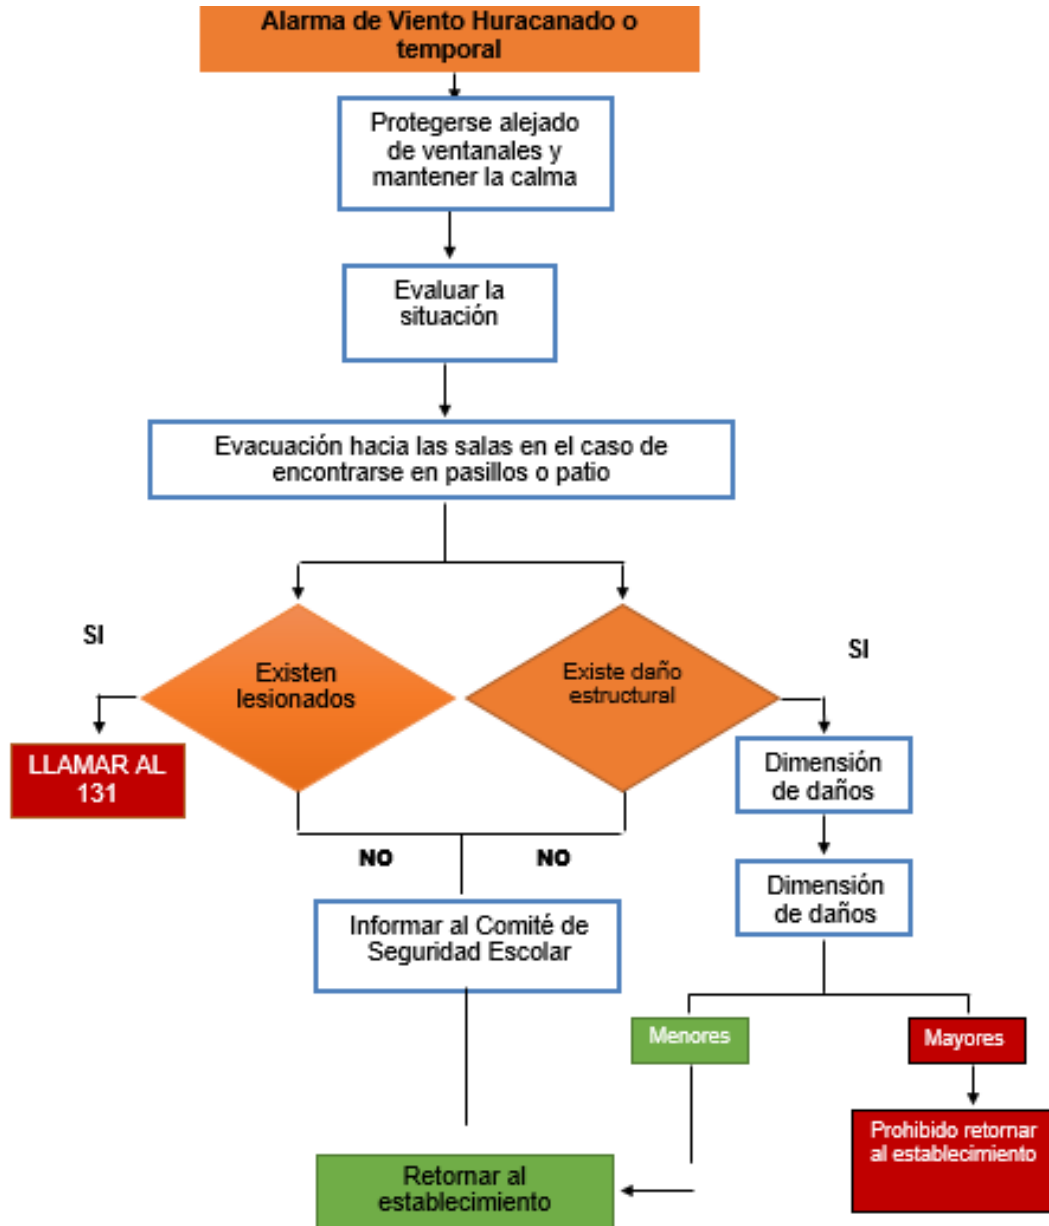 Alarma de Viento Huracanado o
temporal
Protegerse alejado
de ventanales y
mantener la calma
Evaluar la
situación
Evacuación hacia las salas en el caso de
encontrarse en pasillos o patio
SI
Existen
lesionados
Existe daño
estructural
SI
LLAMAR AL
131
Dimensión
de daños
NO
NO
Dimensión
de daños
Informar al Comité de
Seguridad Escolar
Menores
Mayores
Prohibido retornar
al establecimiento
Retornar al
establecimiento